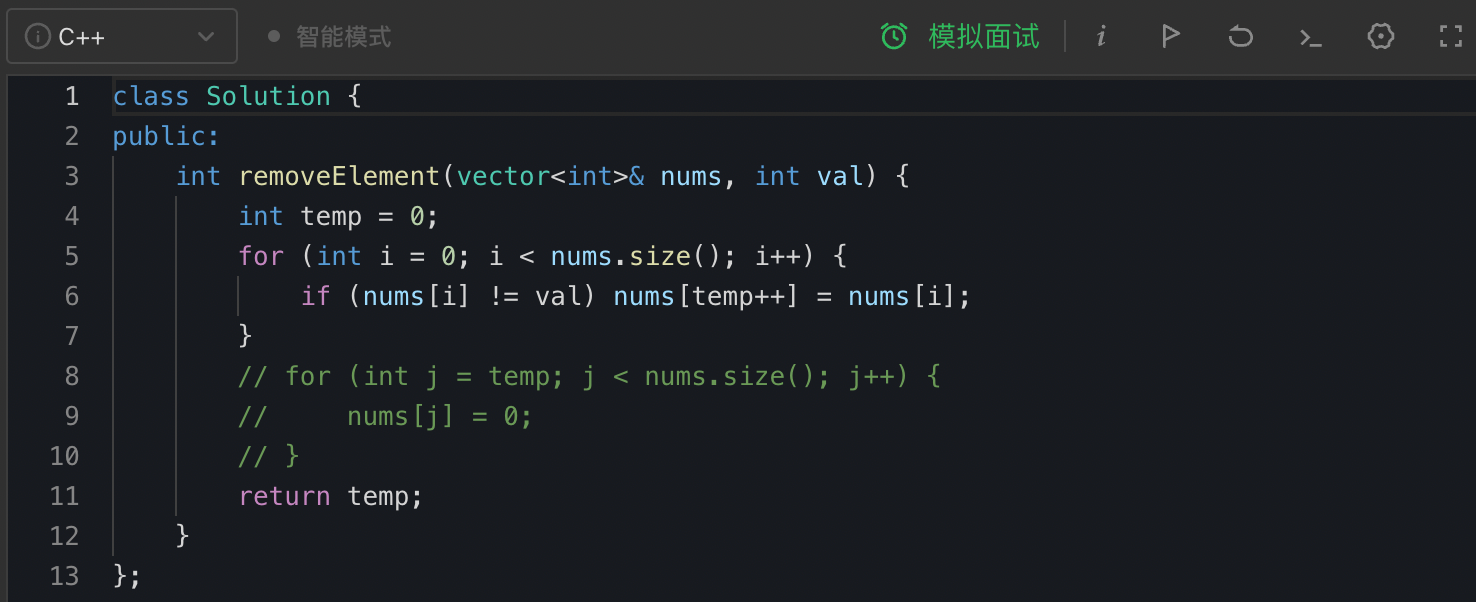 C++ 智能模式 模拟面试 i
1 class Solution {
2 public:
3     int removeElement(vector<int>& nums, int val) {
4         int temp = 0;
5         for (int i = 0; i < nums.size(); i++) {
6             if (nums[i] != val) nums[temp++] = nums[i];
7         }
8         // for (int j = temp; j < nums.size(); j++) {
9         //     nums[j] = 0;
10         // }
11         return temp;
12     }
13 };